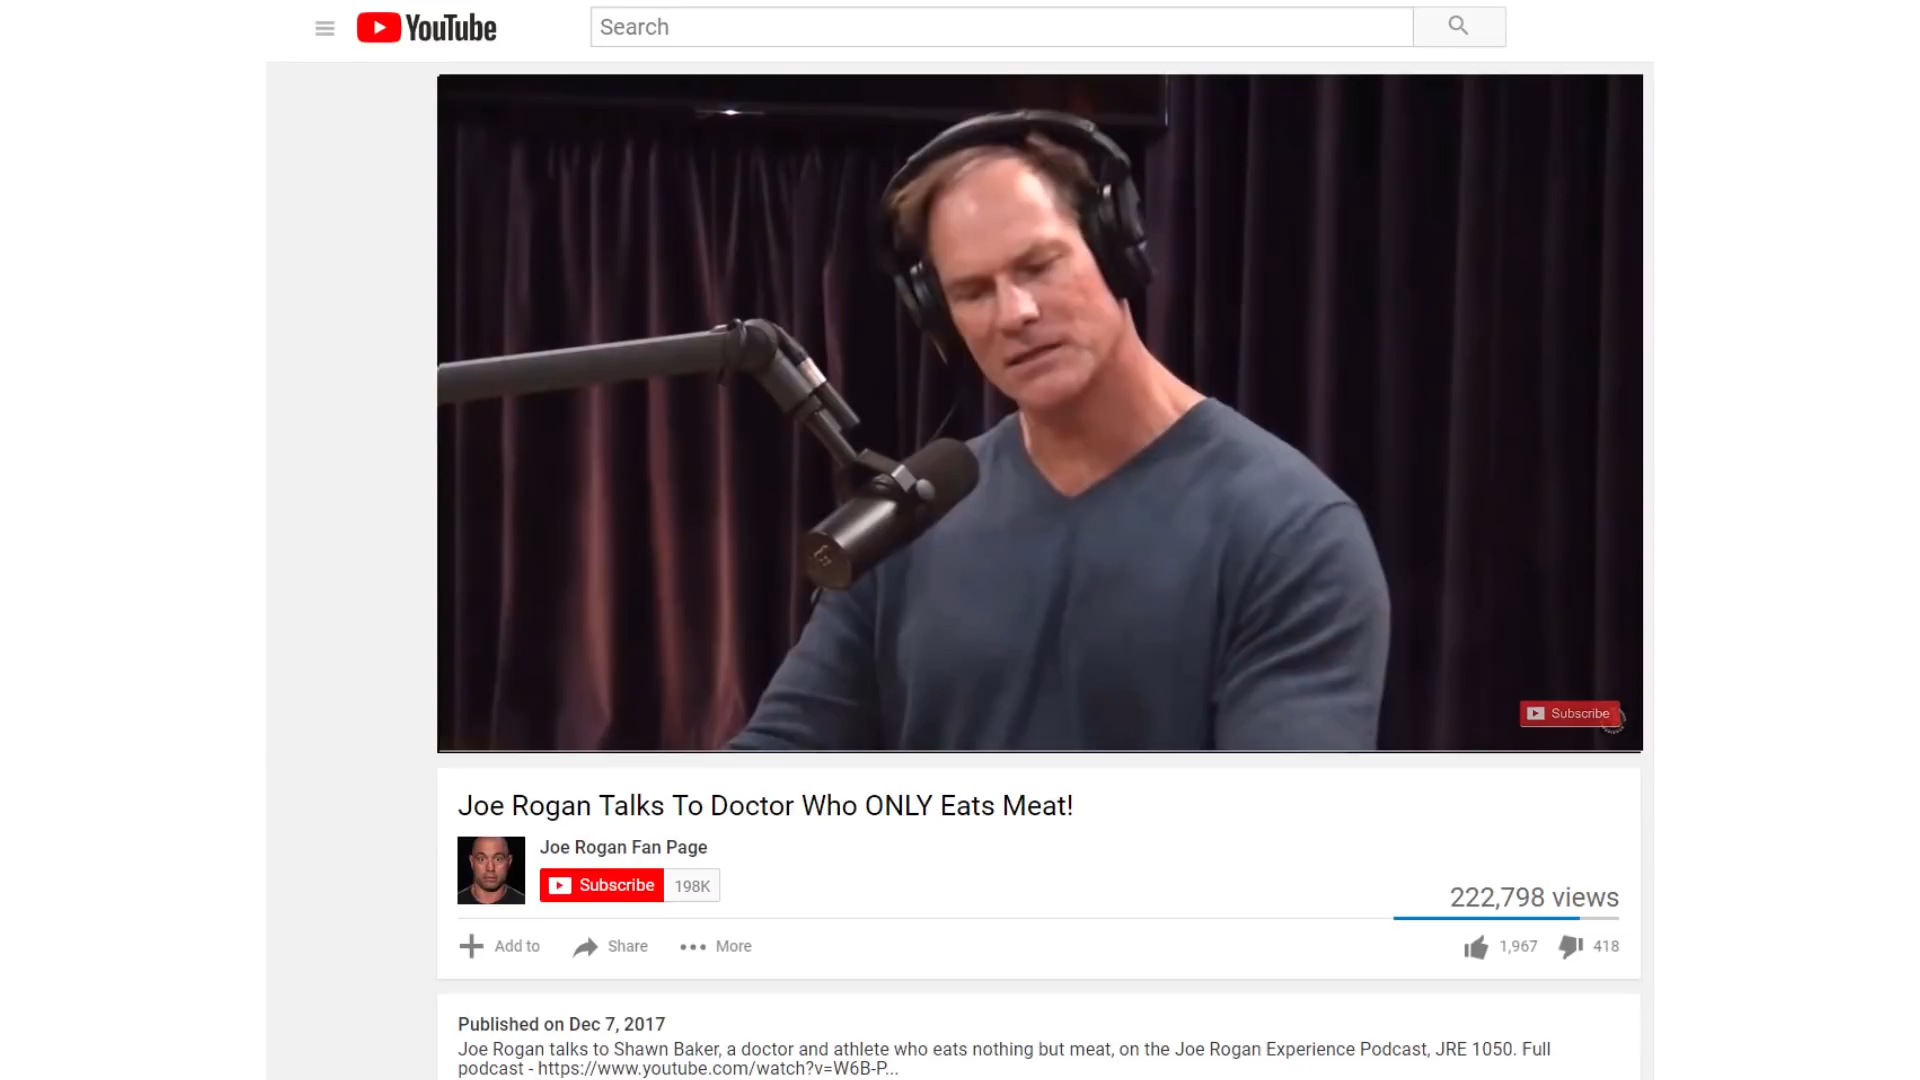 YouTube
Search
Subscribe
Joe Rogan Talks To Doctor Who ONLY Eats Meat!
Joe Rogan Fan Page
Subscribe 198K
222,798 views
Add to Share More 1,967 418
Published on Dec 7, 2017
Joe Rogan talks to Shawn Baker, a doctor and athlete who eats nothing but meat, on the Joe Rogan Experience Podcast, JRE 1050. Full
podcast - https://www.youtube.com/watch?v=W6B-P...